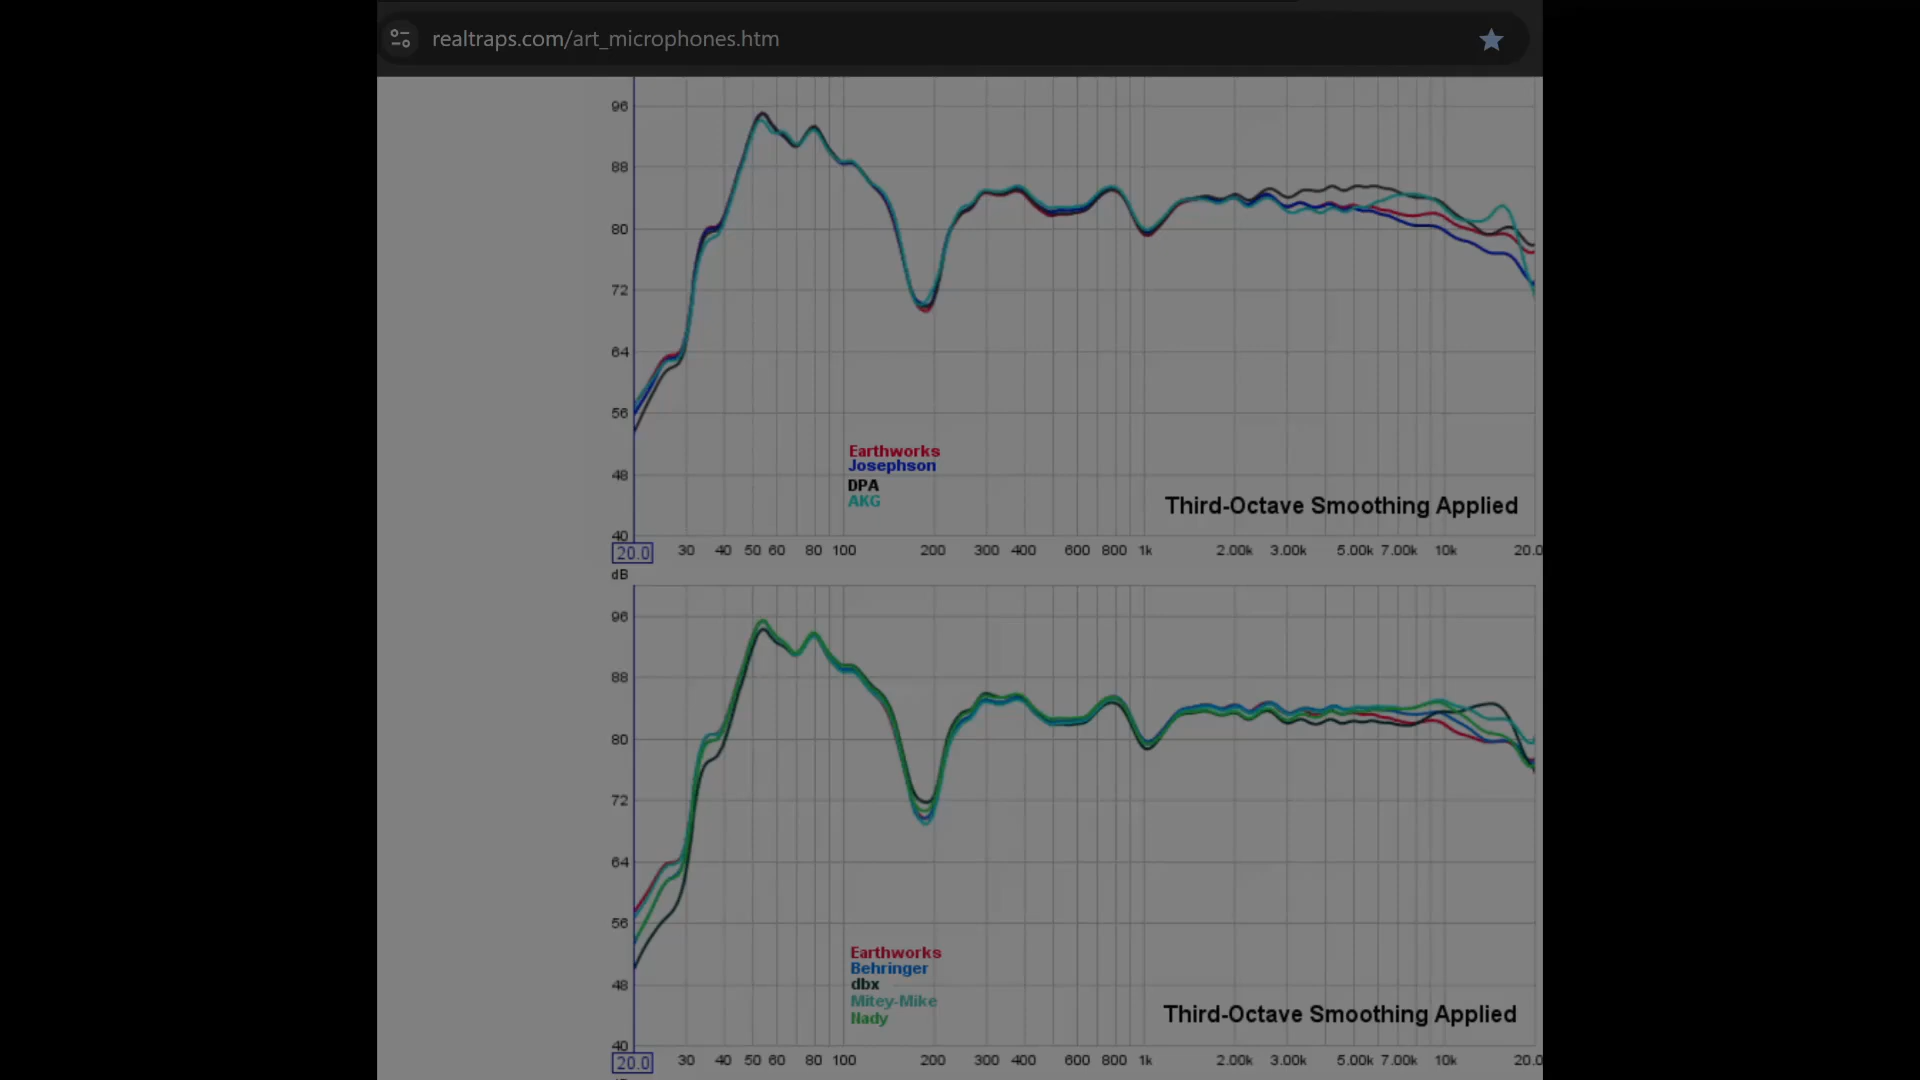 realtraps.com/art_microphones.htm
96
88
80
72
64
56
48
40
Earthworks
Josephson
DPA
AKG
Third-Octave Smoothing Applied
20.0 30 40 50 60 80 100 200 300 400 600 800 1k 2.00k 3.00k 5.00k 7.00k 10k 20.0
dB
96
88
80
72
64
56
48
40
Earthworks
Behringer
dbx
Mitey-Mike
Nady
Third-Octave Smoothing Applied
20.0 30 40 50 60 80 100 200 300 400 600 800 1k 2.00k 3.00k 5.00k 7.00k 10k 20.0